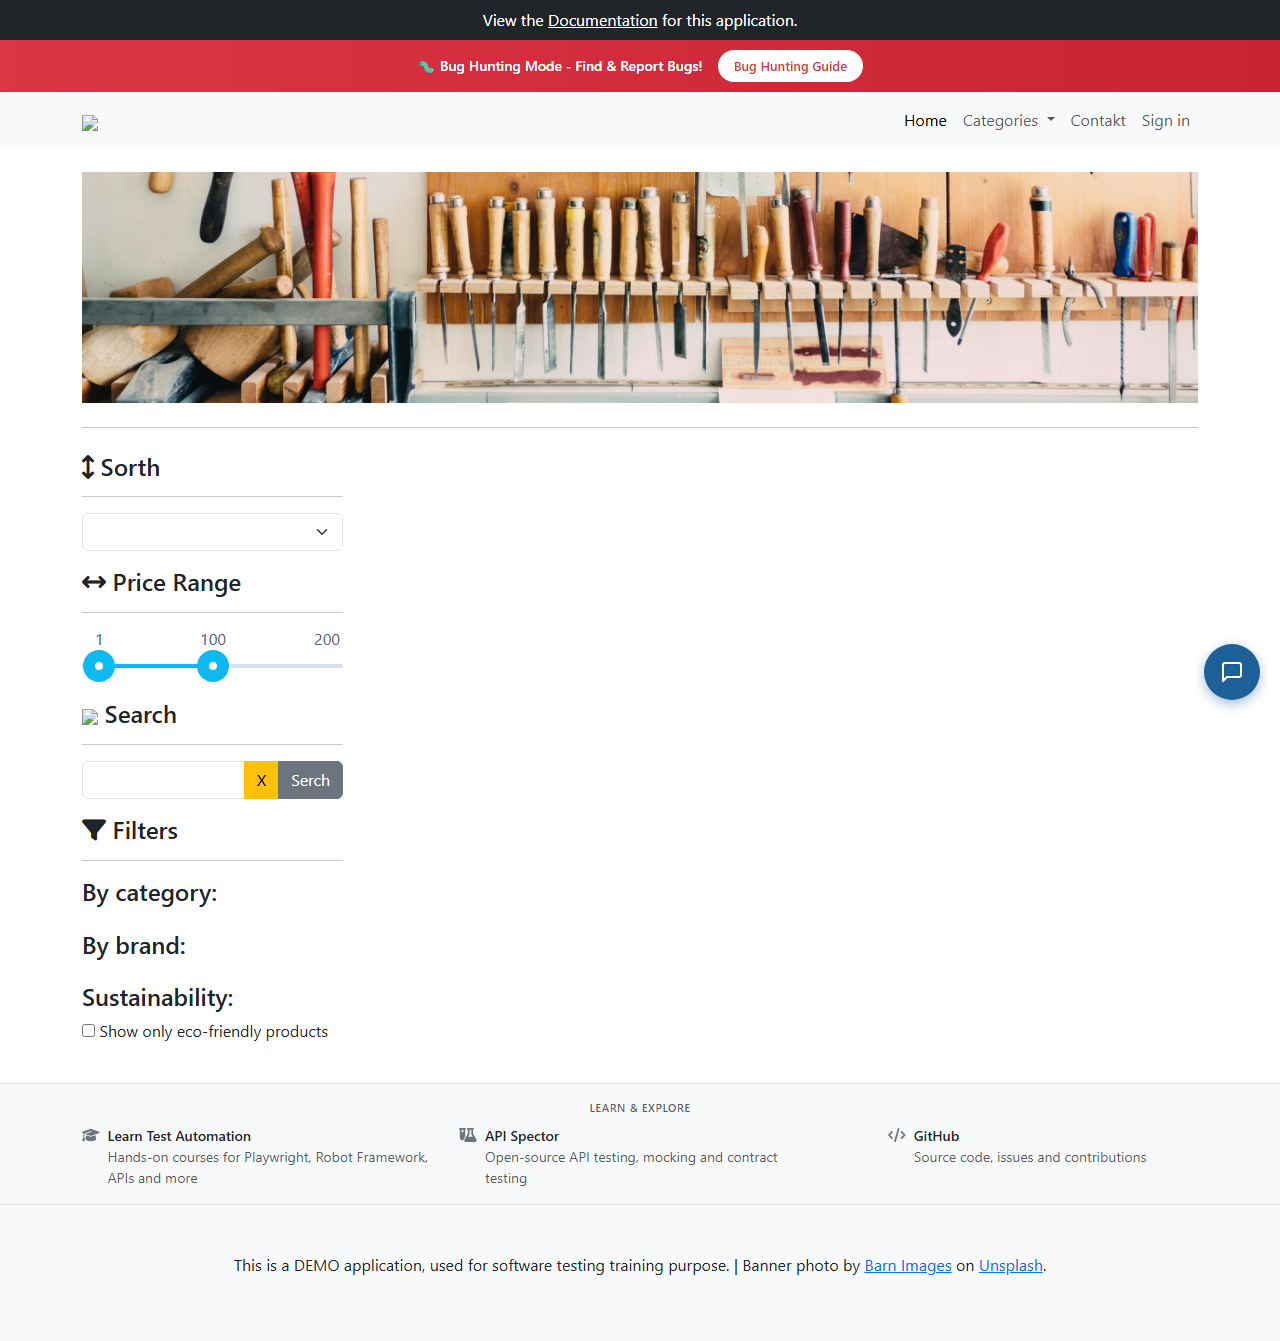 View the Documentation for this application.
Bug Hunting Mode - Find & Report Bugs!
Bug Hunting Guide
Home
Categories
Contakt
Sign in
Sorth
Price Range
1
100
200
Search
X
Serch
Filters
By category:
By brand:
Sustainability:
Show only eco-friendly products
LEARN & EXPLORE
Learn Test Automation
Hands-on courses for Playwright, Robot Framework,
APIs and more
API Spector
Open-source API testing, mocking and contract
testing
GitHub
Source code, issues and contributions
This is a DEMO application, used for software testing training purpose. | Banner photo by Barn Images on Unsplash.